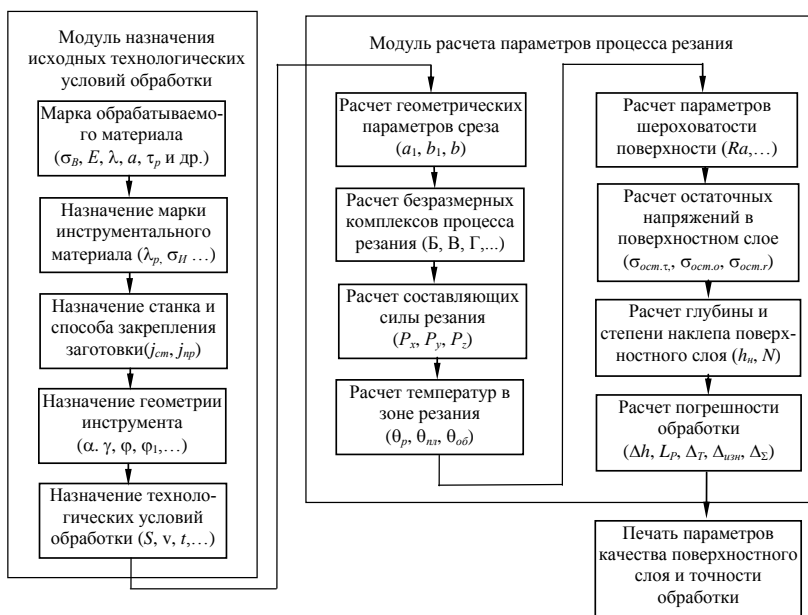 Модуль назначения
исходных технологических
условий обработки
Марка обрабатываемо-
го материала
(σВ, E, λ, a, τр и др.)
Назначение марки
инструментального
материала (λр, σИ …)
Назначение станка и
способа закрепления
заготовки(jст, jпр)
Назначение геометрии
инструмента
(α. γ, φ, φ1,…)
Назначение техноло-
гических условий
обработки (S, v, t,…)
Модуль расчета параметров процесса резания
Расчет геометрических
параметров среза
(a1, b1, b)
Расчет безразмерных
комплексов процесса
резания (Б, В, Г,...)
Расчет составляющих
силы резания
(Px, Py, Pz)
Расчет температур в
зоне резания
(θр, θпл, θоб)
Расчет параметров
шероховатости
поверхности (Ra,…)
Расчет остаточных
напряжений в
поверхностном слое
(σост.τ,, σост.о, σост.r)
Расчет глубины и
степени наклепа поверх-
ностного слоя (hн, N)
Расчет погрешности
обработки
(Δh, LP, ΔT, Δизн, ΔΣ)
Печать параметров
качества поверхностного
слоя и точности
обработки